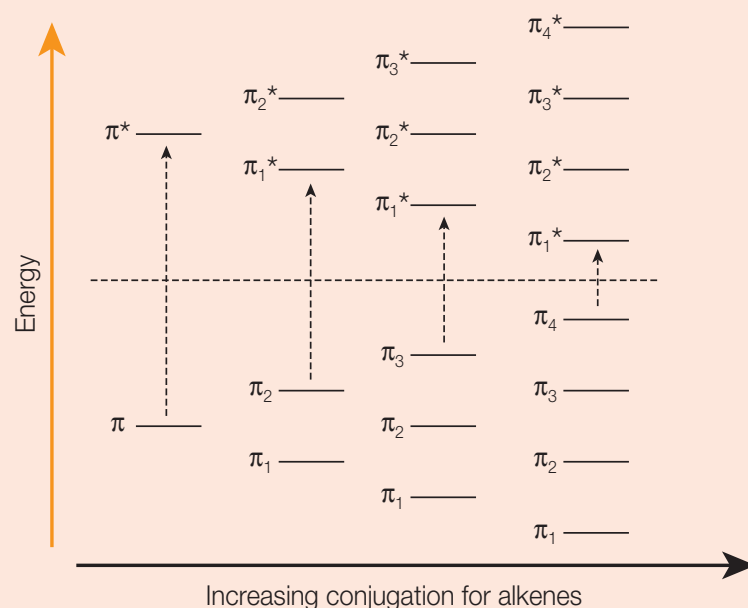 π₄*
π₃*
π₂* π₃*
π* π₂*
π₁* π₂*
π₁*
π₁*
Energy
π₄
π₃
π₂ π₃
π π₂
π₁ π₂
π₁
π₁
Increasing conjugation for alkenes